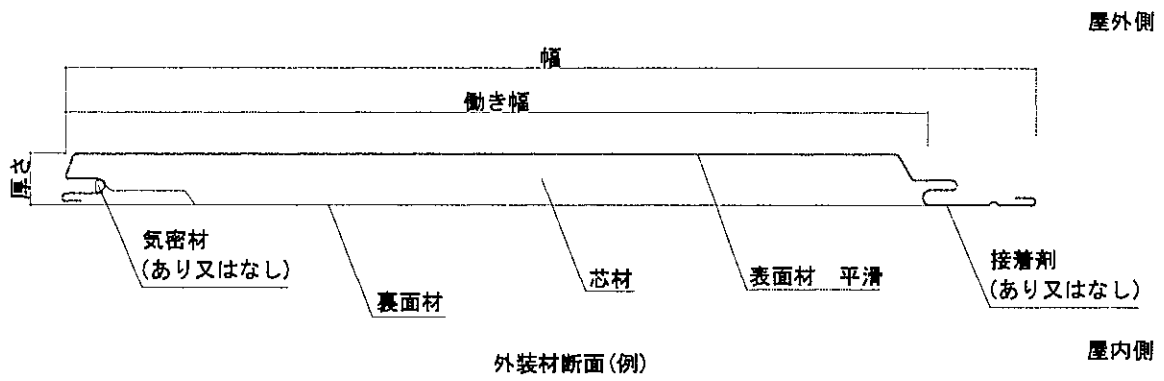 屋外側
幅
働き幅
厚さ
気密材
(あり又はなし)
裏面材
芯材
表面材　平滑
接着剤
(あり又はなし)
外装材断面(例)
屋内側